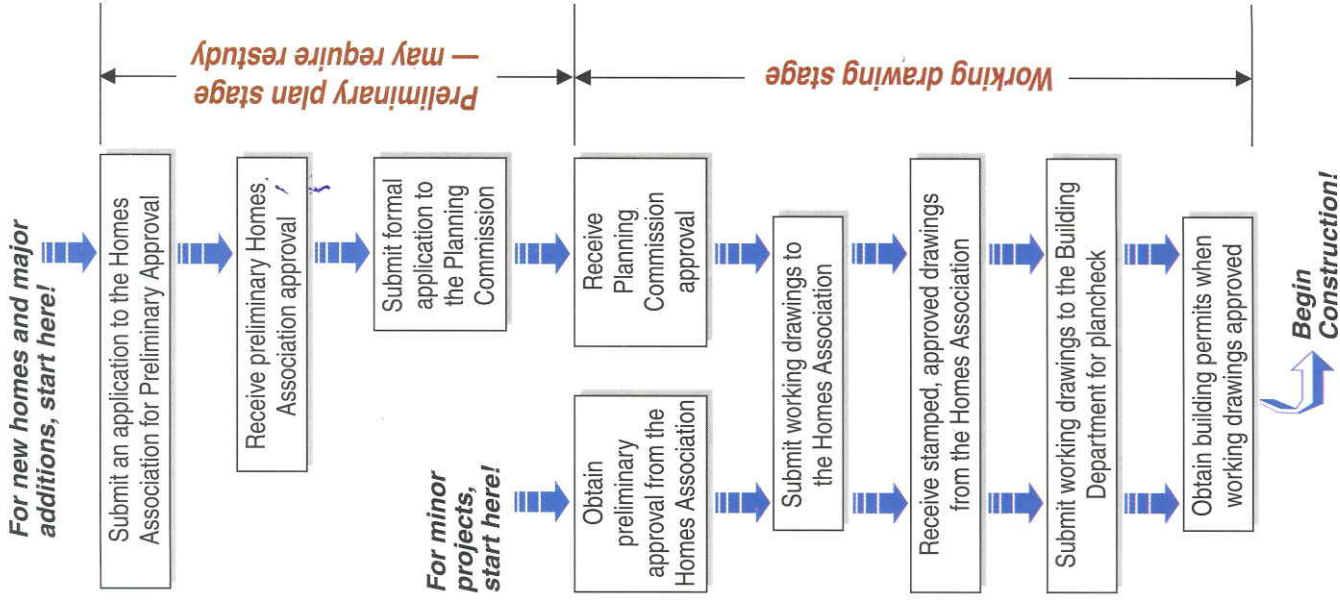 For new homes and major
additions, start here!
Submit an application to the Homes
Association for Preliminary Approval
Receive preliminary Homes
Association approval
Submit formal
application to
the Planning
Commission
Preliminary plan stage
— may require restudy
For minor
projects,
start here!
Obtain
preliminary
approval from the
Homes Association
Receive
Planning
Commission
approval
Submit working drawings to
the Homes Association
Receive stamped, approved drawings
from the Homes Association
Submit working drawings to the Building
Department for plancheck
Obtain building permits when
working drawings approved
Working drawing stage
Begin
Construction!